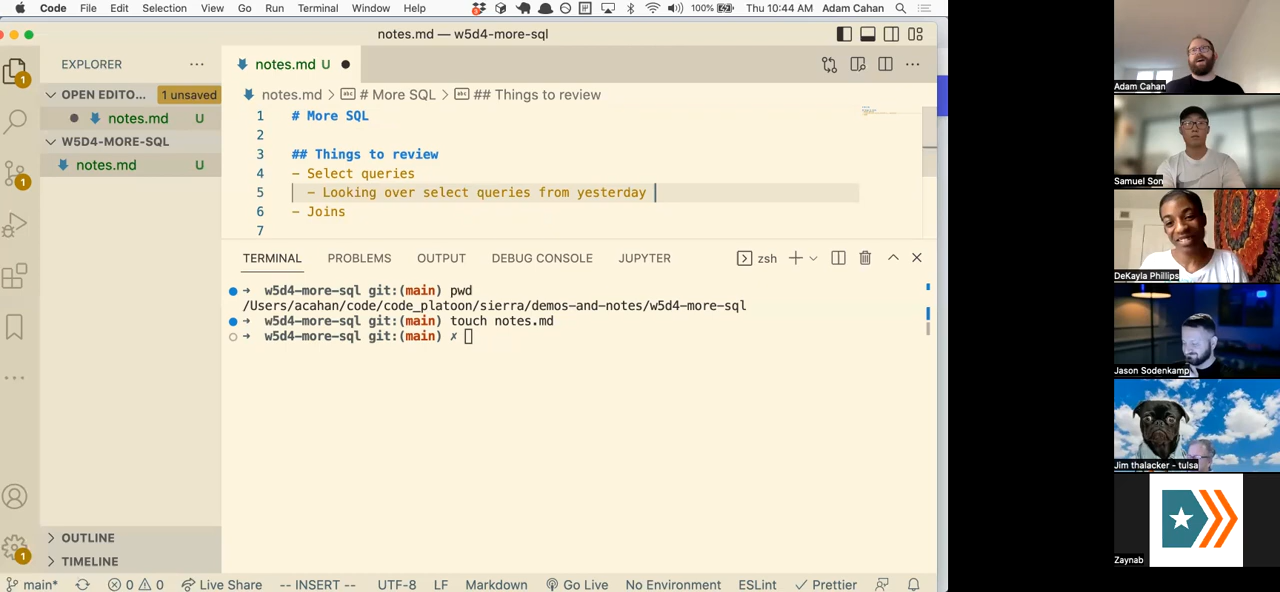 Code File Edit Selection View Go Run Terminal Window Help 100% Thu 10:44 AM Adam Cahan
notes.md — w5d4-more-sql
EXPLORER
notes.md U
OPEN EDITO... 1 unsaved
notes.md U
W5D4-MORE-SQL
notes.md U
notes.md > # More SQL > ## Things to review
1 # More SQL
2
3 ## Things to review
4 - Select queries
5 - Looking over select queries from yesterday
6 - Joins
7
TERMINAL PROBLEMS OUTPUT DEBUG CONSOLE JUPYTER zsh
➜ w5d4-more-sql git:(main) pwd
/Users/acahan/code/code_platoon/sierra/demos-and-notes/w5d4-more-sql
➜ w5d4-more-sql git:(main) touch notes.md
➜ w5d4-more-sql git:(main) ✗
1
1
1
OUTLINE
TIMELINE
main* 0 0 Live Share -- INSERT -- UTF-8 LF Markdown Go Live No Environment ESLint Prettier
Adam Cahan
Samuel Son
DeKayla Phillips
Jason Sodenkamp
Jim thalacker - tulsa
Zaynab